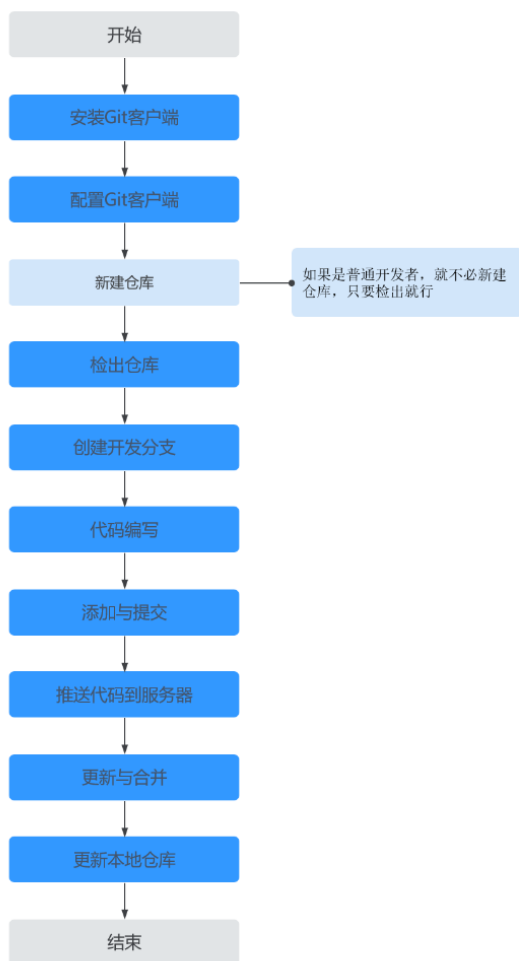 开始
安装Git客户端
配置Git客户端
新建仓库
如果是普通开发者，就不必新建
仓库，只要检出就行
检出仓库
创建开发分支
代码编写
添加与提交
推送代码到服务器
更新与合并
更新本地仓库
结束